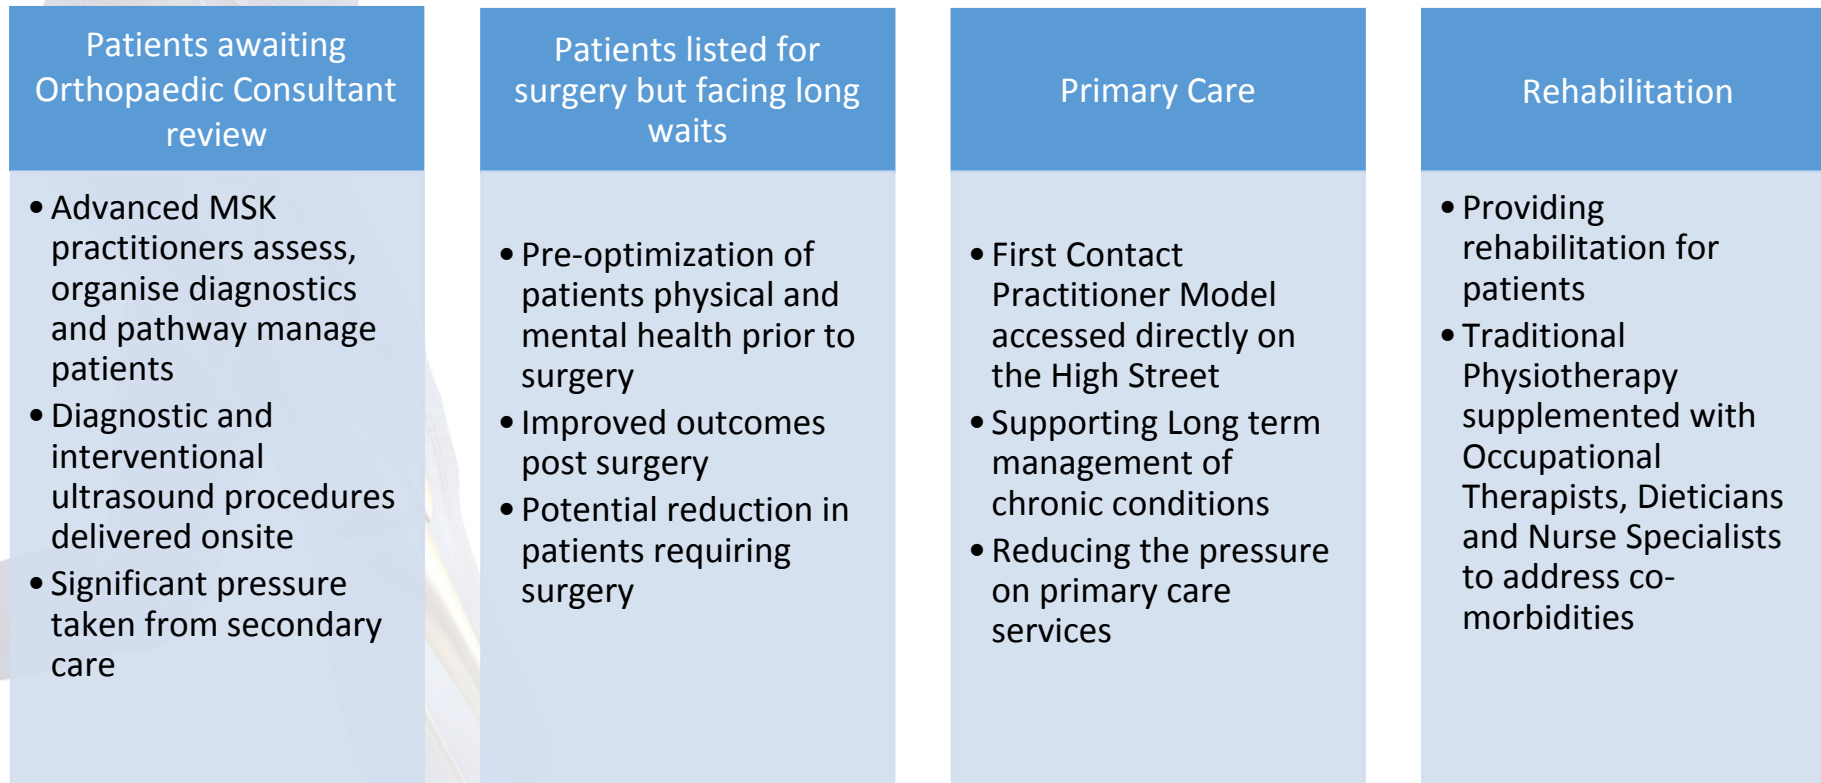 Patients awaiting
Orthopaedic Consultant
review
• Advanced MSK
practitioners assess,
organise diagnostics
and pathway manage
patients
• Diagnostic and
interventional
ultrasound procedures
delivered onsite
• Significant pressure
taken from secondary
care
Patients listed for
surgery but facing long
waits
• Pre-optimization of
patients physical and
mental health prior to
surgery
• Improved outcomes
post surgery
• Potential reduction in
patients requiring
surgery
Primary Care
• First Contact
Practitioner Model
accessed directly on
the High Street
• Supporting Long term
management of
chronic conditions
• Reducing the pressure
on primary care
services
Rehabilitation
• Providing
rehabilitation for
patients
• Traditional
Physiotherapy
supplemented with
Occupational
Therapists, Dieticians
and Nurse Specialists
to address co-
morbidities